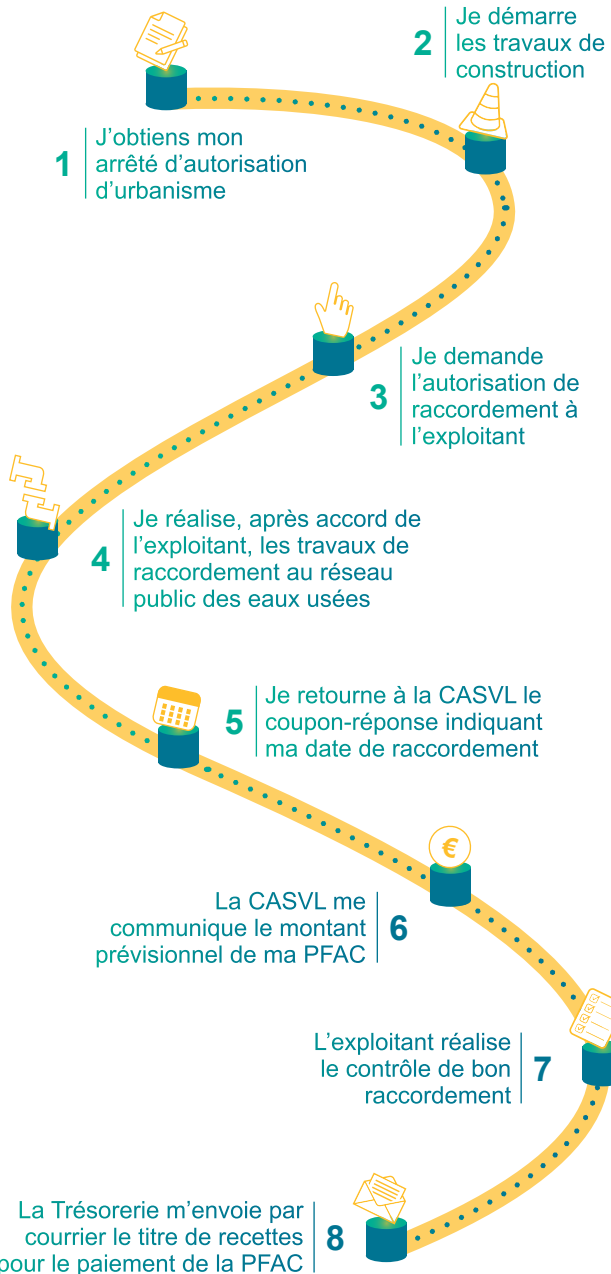 1
J’obtiens mon
arrêté d’autorisation
d’urbanisme
2
Je démarre
les travaux de
construction
3
Je demande
l’autorisation de
raccordement à
l’exploitant
4
Je réalise, après accord de
l’exploitant, les travaux de
raccordement au réseau
public des eaux usées
5
Je retourne à la CASVL le
coupon-réponse indiquant
ma date de raccordement
€
La CASVL me
communique le montant
prévisionnel de ma PFAC
6
L’exploitant réalise
le contrôle de bon
raccordement
7
La Trésorerie m’envoie par
courrier le titre de recettes
pour le paiement de la PFAC
8